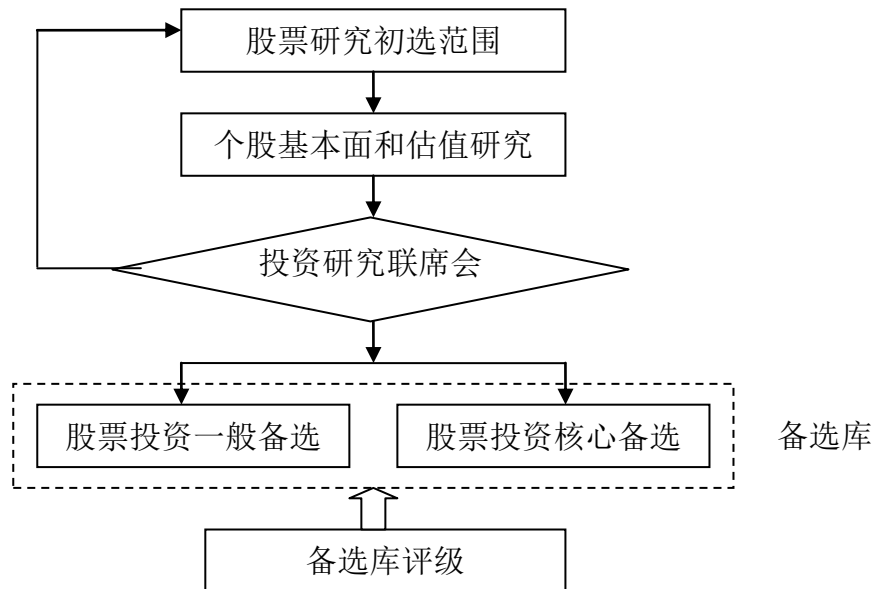 股票研究初选范围
个股基本面和估值研究
投资研究联席会
股票投资一般备选
股票投资核心备选
备选库
备选库评级